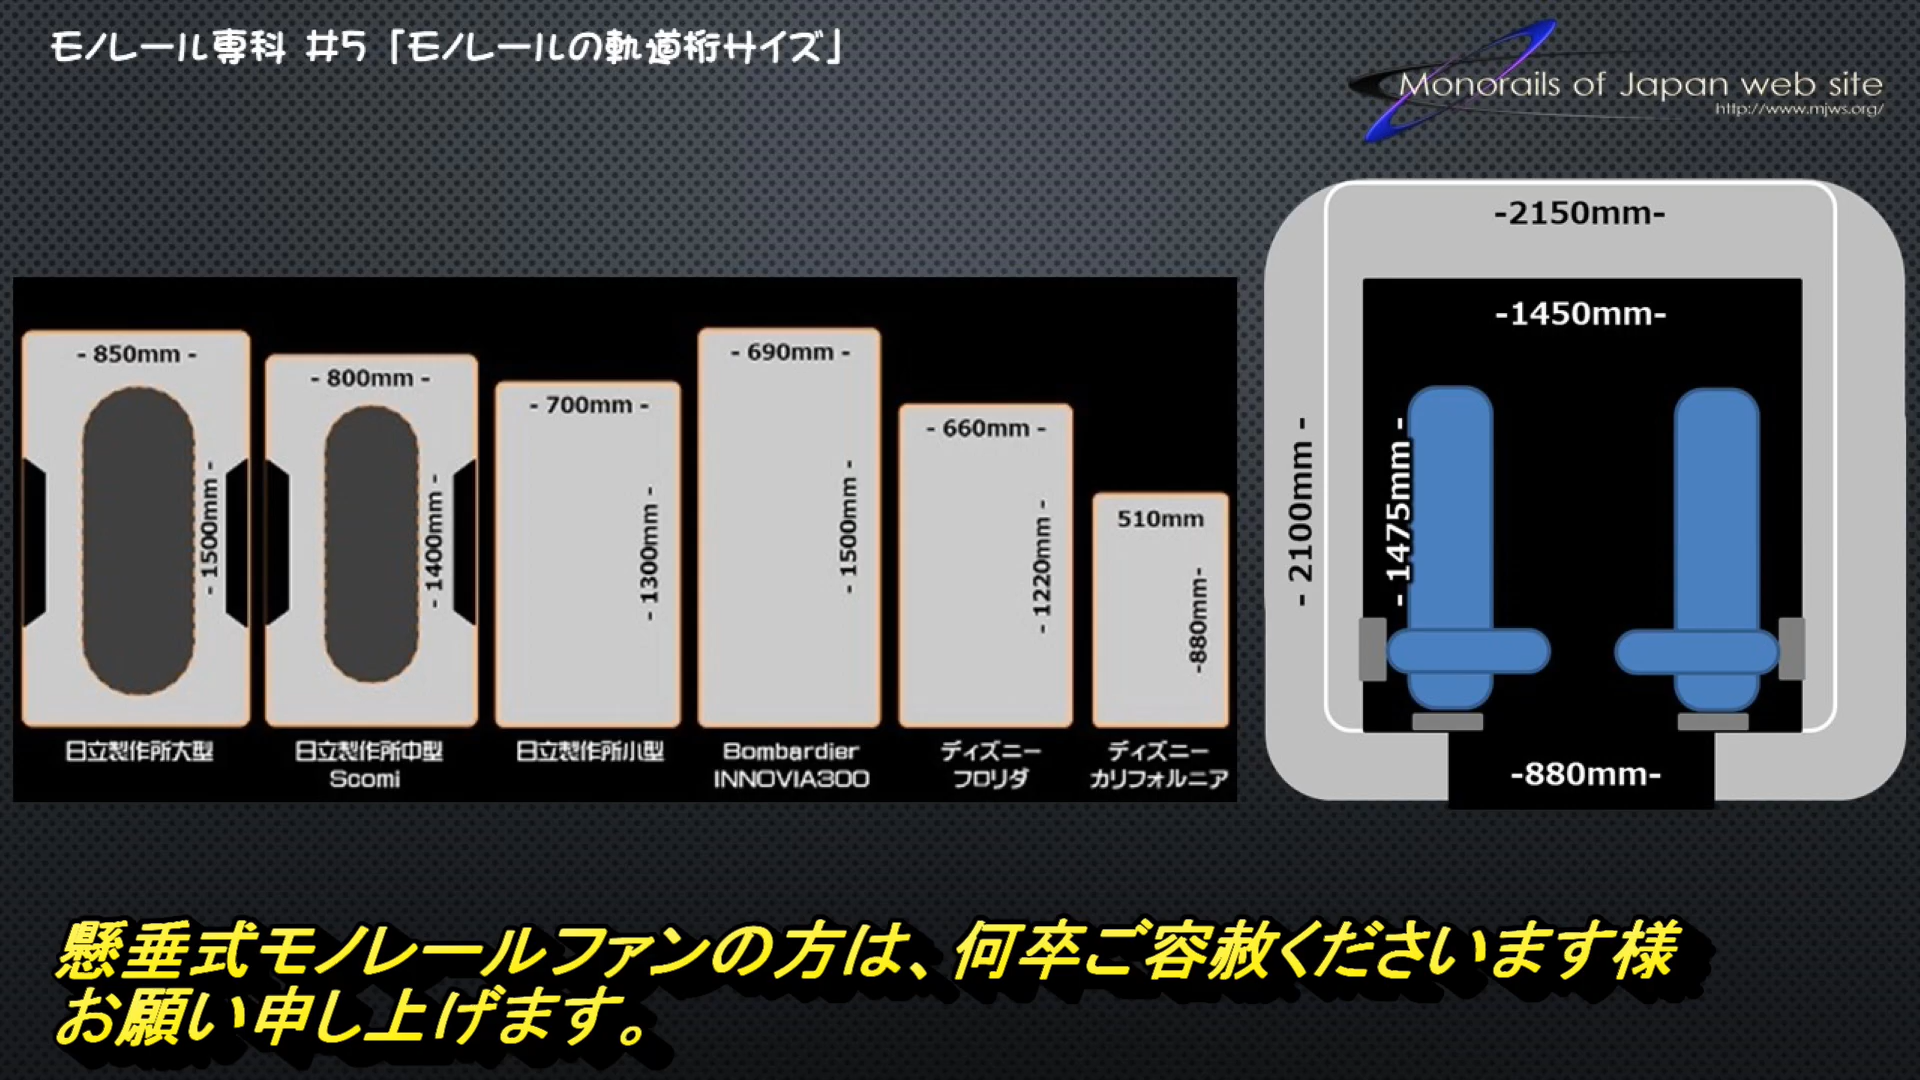 モノレール専科 #5「モノレールの軌道桁サイズ」
Monorails of Japan web site
http://www.mjws.org/
- 850mm -
- 1500mm -
日立製作所大型
- 800mm -
- 1400mm -
日立製作所中型
Scomi
- 700mm -
- 1300mm -
日立製作所小型
- 690mm -
- 1500mm -
Bombardier
INNOVIA300
- 660mm -
- 1220mm -
ディズニー
フロリダ
510mm
-880mm-
ディズニー
カリフォルニア
-2150mm-
-1450mm-
- 2100mm -
- 1475mm -
-880mm-
懸垂式モノレールファンの方は、何卒ご容赦くださいます様
お願い申し上げます。